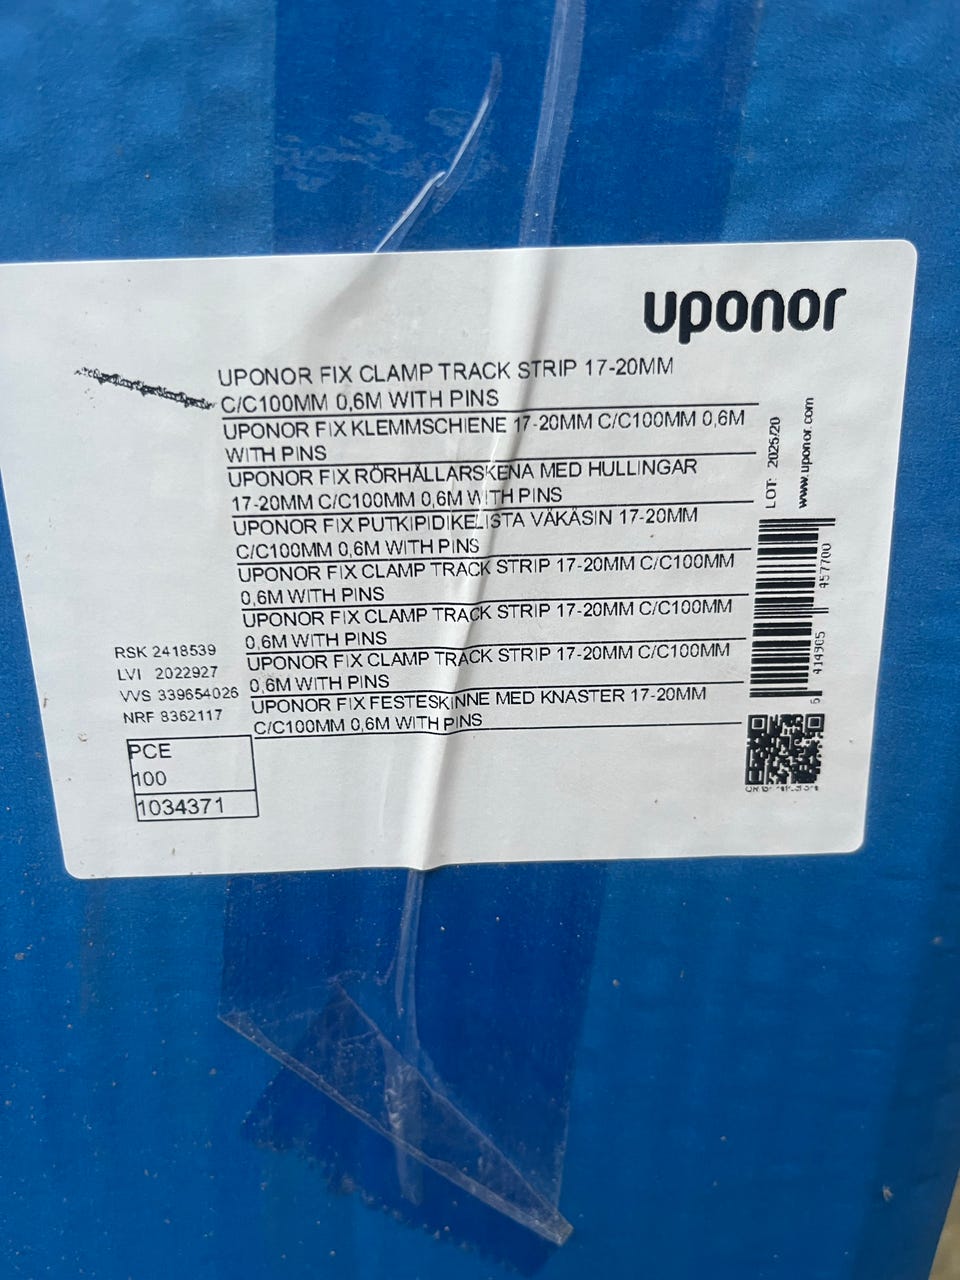 uponor
UPONOR FIX CLAMP TRACK STRIP 17-20MM
C/C100MM 0,6M WITH PINS
UPONOR FIX KLEMMSCHIENE 17-20MM C/C100MM 0,6M
WITH PINS
UPONOR FIX RÖRHÅLLARSKENA MED HULLINGAR
17-20MM C/C100MM 0,6M WITH PINS
UPONOR FIX PUTKIPIDIKELISTA VÄKÄSIN 17-20MM
C/C100MM 0,6M WITH PINS
UPONOR FIX CLAMP TRACK STRIP 17-20MM C/C100MM
0,6M WITH PINS
UPONOR FIX CLAMP TRACK STRIP 17-20MM C/C100MM
0,6M WITH PINS
UPONOR FIX CLAMP TRACK STRIP 17-20MM C/C100MM
0,6M WITH PINS
UPONOR FIX FESTESKINNE MED KNASTER 17-20MM
C/C100MM 0,6M WITH PINS
RSK 2418539
LVI 2022927
VVS 339654026
NRF 8362117
PCE
100
1034371
LOT: 2025/20
www.uponor.com
6 414905 457700